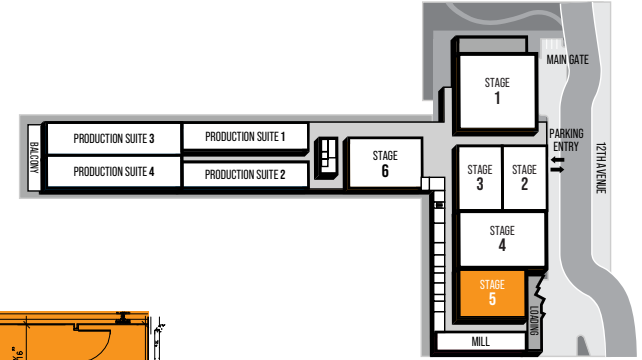 MAIN GATE
STAGE
1
PARKING
ENTRY
12TH AVENUE
PRODUCTION SUITE 3
PRODUCTION SUITE 1
BALCONY
PRODUCTION SUITE 4
PRODUCTION SUITE 2
STAGE
6
STAGE
3
STAGE
2
STAGE
4
STAGE
5
LOADING
MILL